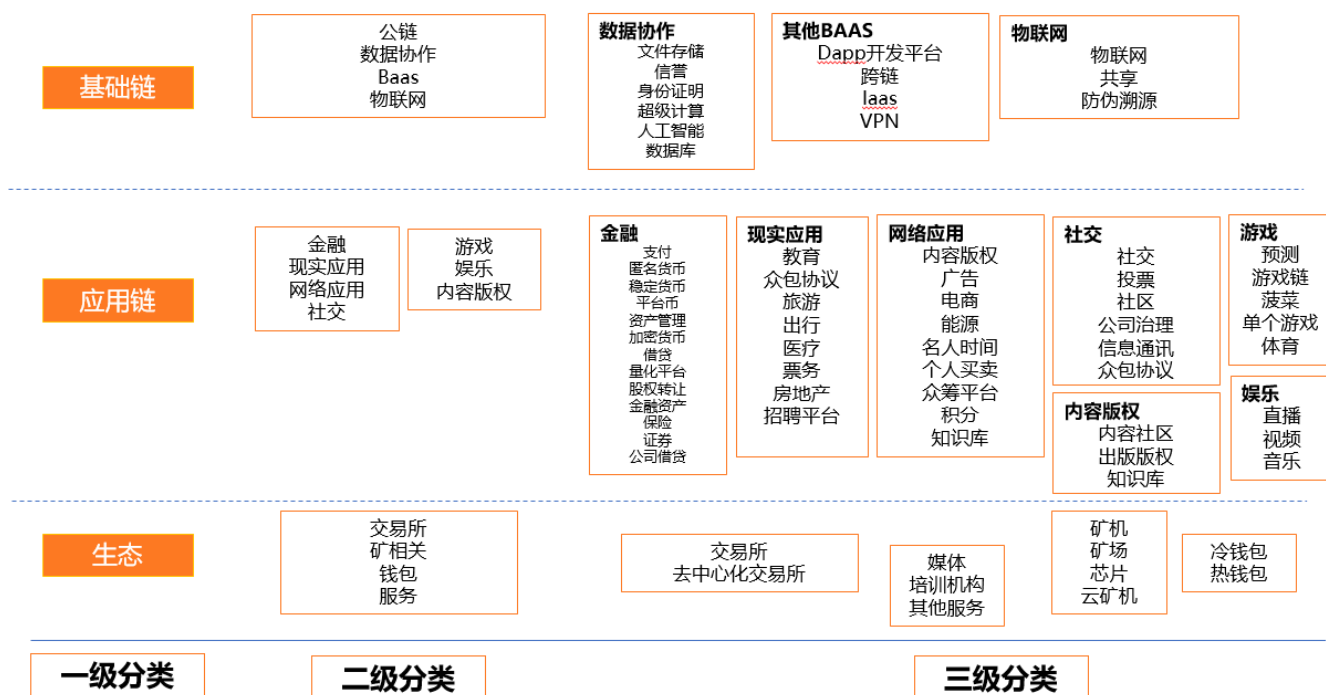 基础链
公链
数据协作
Baas
物联网
数据协作
文件存储
信誉
身份证明
超级计算
人工智能
数据库
其他BAAS
Dapp开发平台
跨链
Iaas
VPN
物联网
物联网
共享
防伪溯源
应用链
金融
现实应用
网络应用
社交
游戏
娱乐
内容版权
金融
支付
匿名货币
稳定货币
平台币
资产管理
加密货币
借贷
量化平台
股权转让
金融资产
保险
证券
公司借贷
现实应用
教育
众包协议
旅游
出行
医疗
票务
房地产
招聘平台
网络应用
内容版权
广告
电商
能源
名人时间
个人买卖
众筹平台
积分
知识库
社交
社交
投票
社区
公司治理
信息通讯
众包协议
内容版权
内容社区
出版版权
知识库
游戏
预测
游戏链
菠菜
单个游戏
体育
娱乐
直播
视频
音乐
生态
交易所
矿相关
钱包
服务
交易所
去中心化交易所
媒体
培训机构
其他服务
矿机
矿场
芯片
云矿机
冷钱包
热钱包
一级分类
二级分类
三级分类